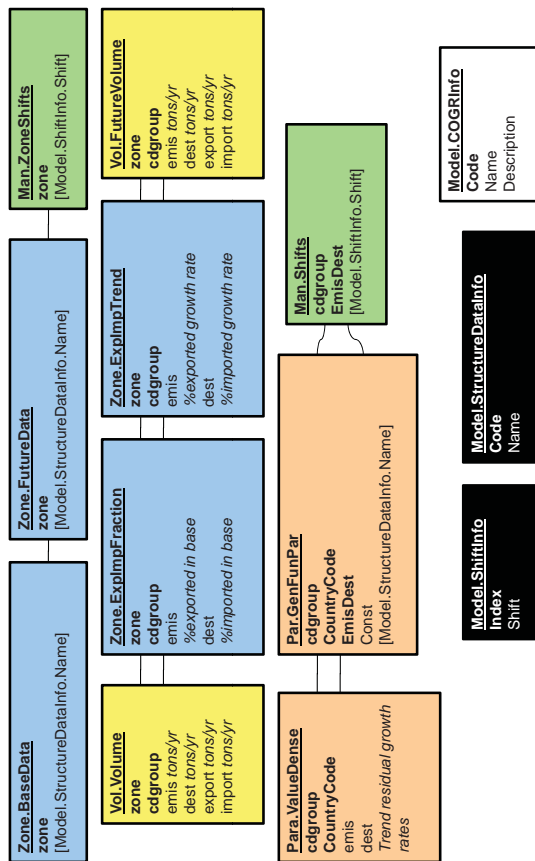 Zone.BaseData
zone
[Model.StructureDataInfo.Name]
Zone.FutureData
zone
[Model.StructureDataInfo.Name]
Man.ZoneShifts
zone
[Model.ShiftInfo.Shift]
Vol.Volume
zone
cdgroup
emis tons/yr
dest tons/yr
export tons/yr
import tons/yr
Zone.ExpImpFraction
zone
cdgroup
emis
%exported in base
dest
%imported in base
Zone.ExpImpTrend
zone
cdgroup
emis
%exported growth rate
dest
%imported growth rate
Vol.FutureVolume
zone
cdgroup
emis tons/yr
dest tons/yr
export tons/yr
import tons/yr
Para.ValueDense
cdgroup
CountryCode
emis
dest
Trend residual growth
rates
Par.GenFunPar
cdgroup
CountryCode
EmisDest
Const
[Model.StructureDataInfo.Name]
Man.Shifts
cdgroup
EmisDest
[Model.ShiftInfo.Shift]
Model.ShiftInfo
Index
Shift
Model.StructureDataInfo
Code
Name
Model.COGRInfo
Code
Name
Description